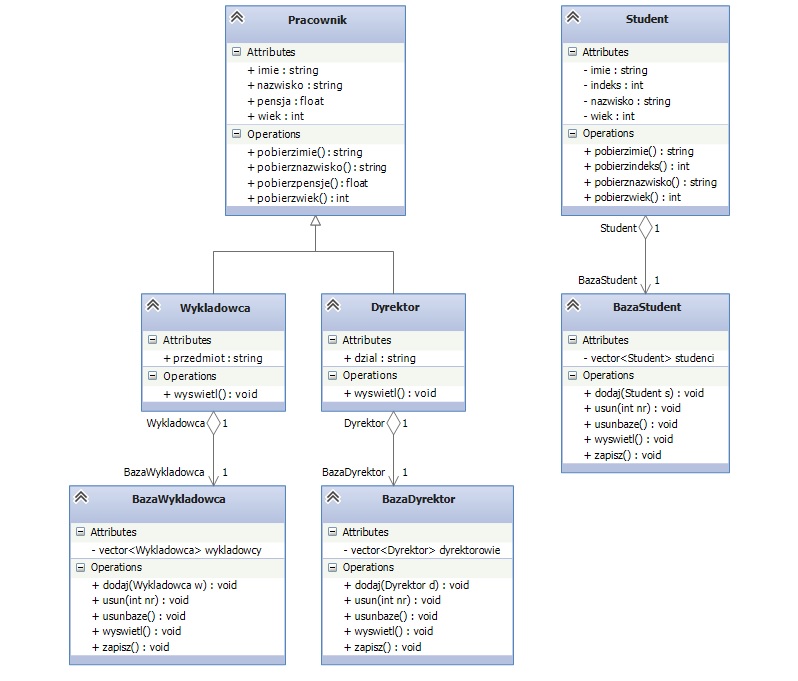 Pracownik
Attributes
+ imie : string
+ nazwisko : string
+ pensja : float
+ wiek : int
Operations
+ pobierzimie() : string
+ pobierznazwisko() : string
+ pobierzpensje() : float
+ pobierzwiek() : int
Student
Attributes
- imie : string
- indeks : int
- nazwisko : string
- wiek : int
Operations
+ pobierzimie() : string
+ pobierzindeks() : int
+ pobierznazwisko() : string
+ pobierzwiek() : int
Student 1
BazaStudent 1
Wykladowca
Attributes
+ przedmiot : string
Operations
+ wyswietl() : void
Dyrektor
Attributes
+ dzial : string
Operations
+ wyswietl() : void
BazaStudent
Attributes
- vector<Student> studenci
Operations
+ dodaj(Student s) : void
+ usun(int nr) : void
+ usunbaze() : void
+ wyswietl() : void
+ zapisz() : void
Wykladowca 1
BazaWykladowca 1
Dyrektor 1
BazaDyrektor 1
BazaWykladowca
Attributes
- vector<Wykladowca> wykladowcy
Operations
+ dodaj(Wykladowca w) : void
+ usun(int nr) : void
+ usunbaze() : void
+ wyswietl() : void
+ zapisz() : void
BazaDyrektor
Attributes
- vector<Dyrektor> dyrektorowie
Operations
+ dodaj(Dyrektor d) : void
+ usun(int nr) : void
+ usunbaze() : void
+ wyswietl() : void
+ zapisz() : void